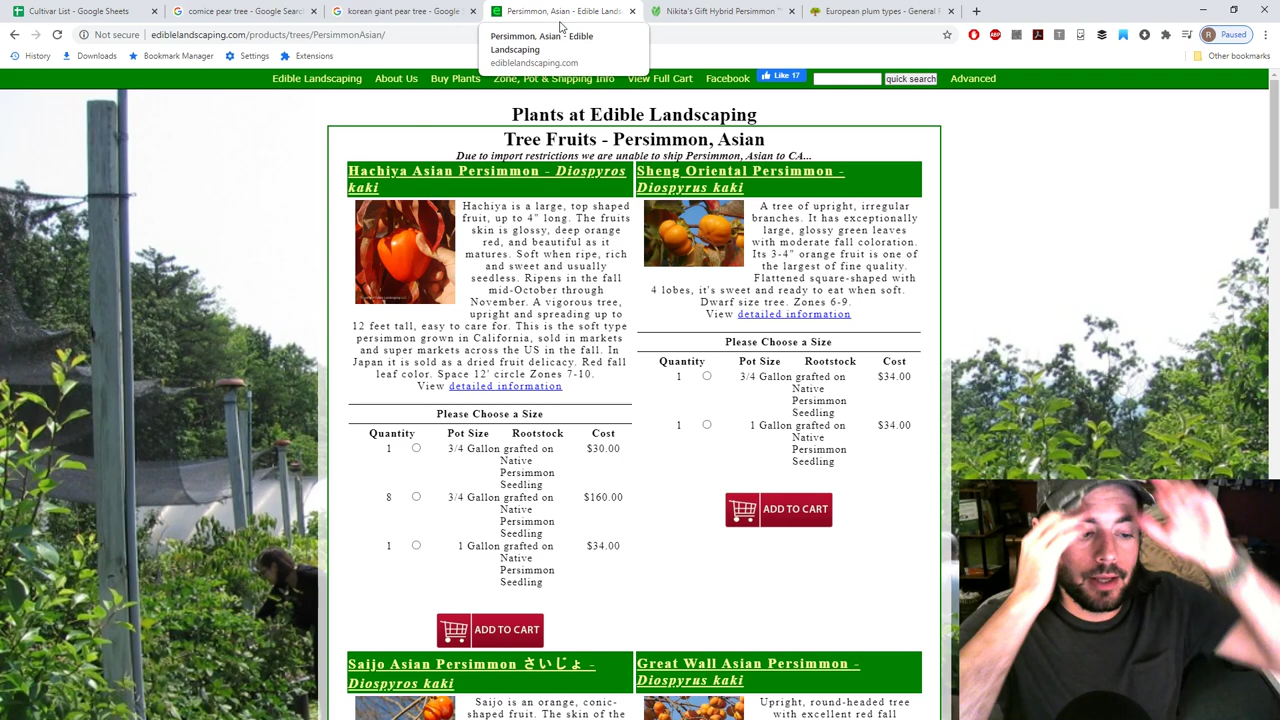 Cultivar List - Google Sheets
comice pear tree - Google Search
korean giant pear tree - Google S
Persimmon, Asian - Edible Lands
Nikita's Gift Hybrid Persimmon™
European plum types - General F
Not secure
ediblelandscaping.com/products/trees/PersimmonAsian/
R Paused
History
Downloads
Bookmark Manager
Extensions
Other bookmarks
Persimmon, Asian - Edible
Landscaping
ediblelandscaping.com
Edible Landscaping
About Us
Buy Plants
Zone, Pot & Shipping Info
View Full Cart
Facebook
Like 17
quick search
Advanced
Plants at Edible Landscaping
Tree Fruits - Persimmon, Asian
Due to import restrictions we are unable to ship Persimmon, Asian to CA...
Hachiya Asian Persimmon - Diospyros
kaki
Hachiya is a large, top shaped
fruit, up to 4" long. The fruits
skin is glossy, deep orange
red, and beautiful as it
matures. Soft when ripe, rich
and sweet and usually
seedless. Ripens in the fall
mid-October through
November. A vigorous tree,
upright and spreading up to
12 feet tall, easy to care for. This is the soft type
persimmon grown in California, sold in markets
and super markets across the US in the fall. In
Japan it is sold as a dried fruit delicacy. Red fall
leaf color. Space 12' circle Zones 7-10.
View detailed information
Please Choose a Size
Quantity Pot Size Rootstock Cost
1 3/4 Gallon grafted on $30.00
Native
Persimmon
Seedling
8 3/4 Gallon grafted on $160.00
Native
Persimmon
Seedling
1 1 Gallon grafted on $34.00
Native
Persimmon
Seedling
ADD TO CART
Sheng Oriental Persimmon -
Diospyrus kaki
A tree of upright, irregular
branches. It has exceptionally
large, glossy green leaves
with moderate fall coloration.
Its 3-4" orange fruit is one of
the largest of fine quality.
Flattened square-shaped with
4 lobes, it's sweet and ready to eat when soft.
Dwarf size tree. Zones 6-9.
View detailed information
Please Choose a Size
Quantity Pot Size Rootstock Cost
1 3/4 Gallon grafted on $34.00
Native
Persimmon
Seedling
1 1 Gallon grafted on $34.00
Native
Persimmon
Seedling
ADD TO CART
Saijo Asian Persimmon さいじょ -
Diospyros kaki
Saijo is an orange, conic-
shaped fruit. The skin of the
Great Wall Asian Persimmon -
Diospyrus kaki
Upright, round-headed tree
with excellent red fall